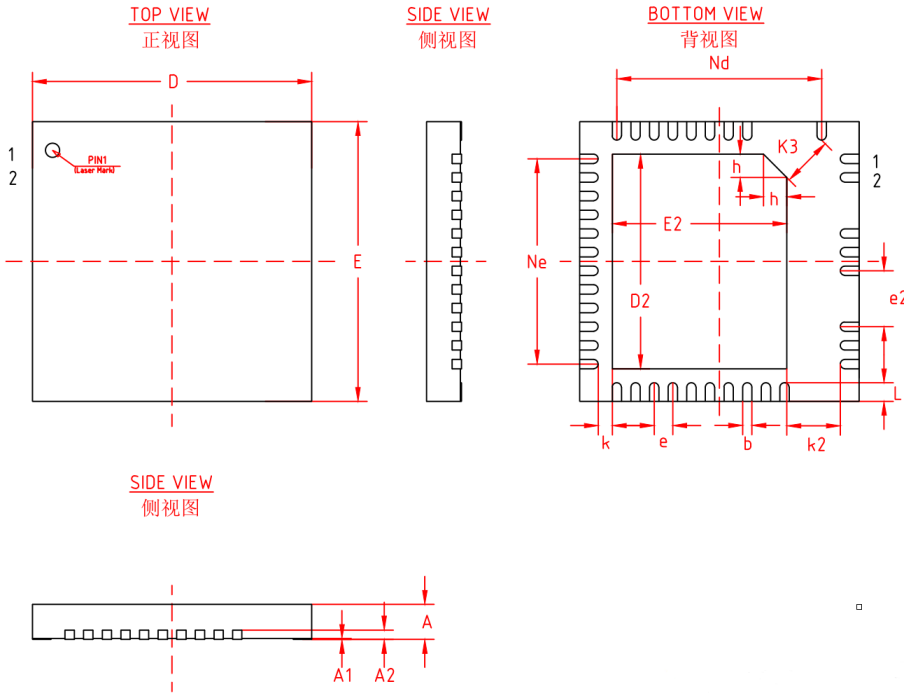 TOP VIEW
正视图
SIDE VIEW
侧视图
BOTTOM VIEW
背视图
D
Nd
1
2
PIN1
(Laser Mark)
K3
1
2
h
h
E2
E
Ne
D2
e2
L
k
e
b
k2
SIDE VIEW
侧视图
A
A1
A2